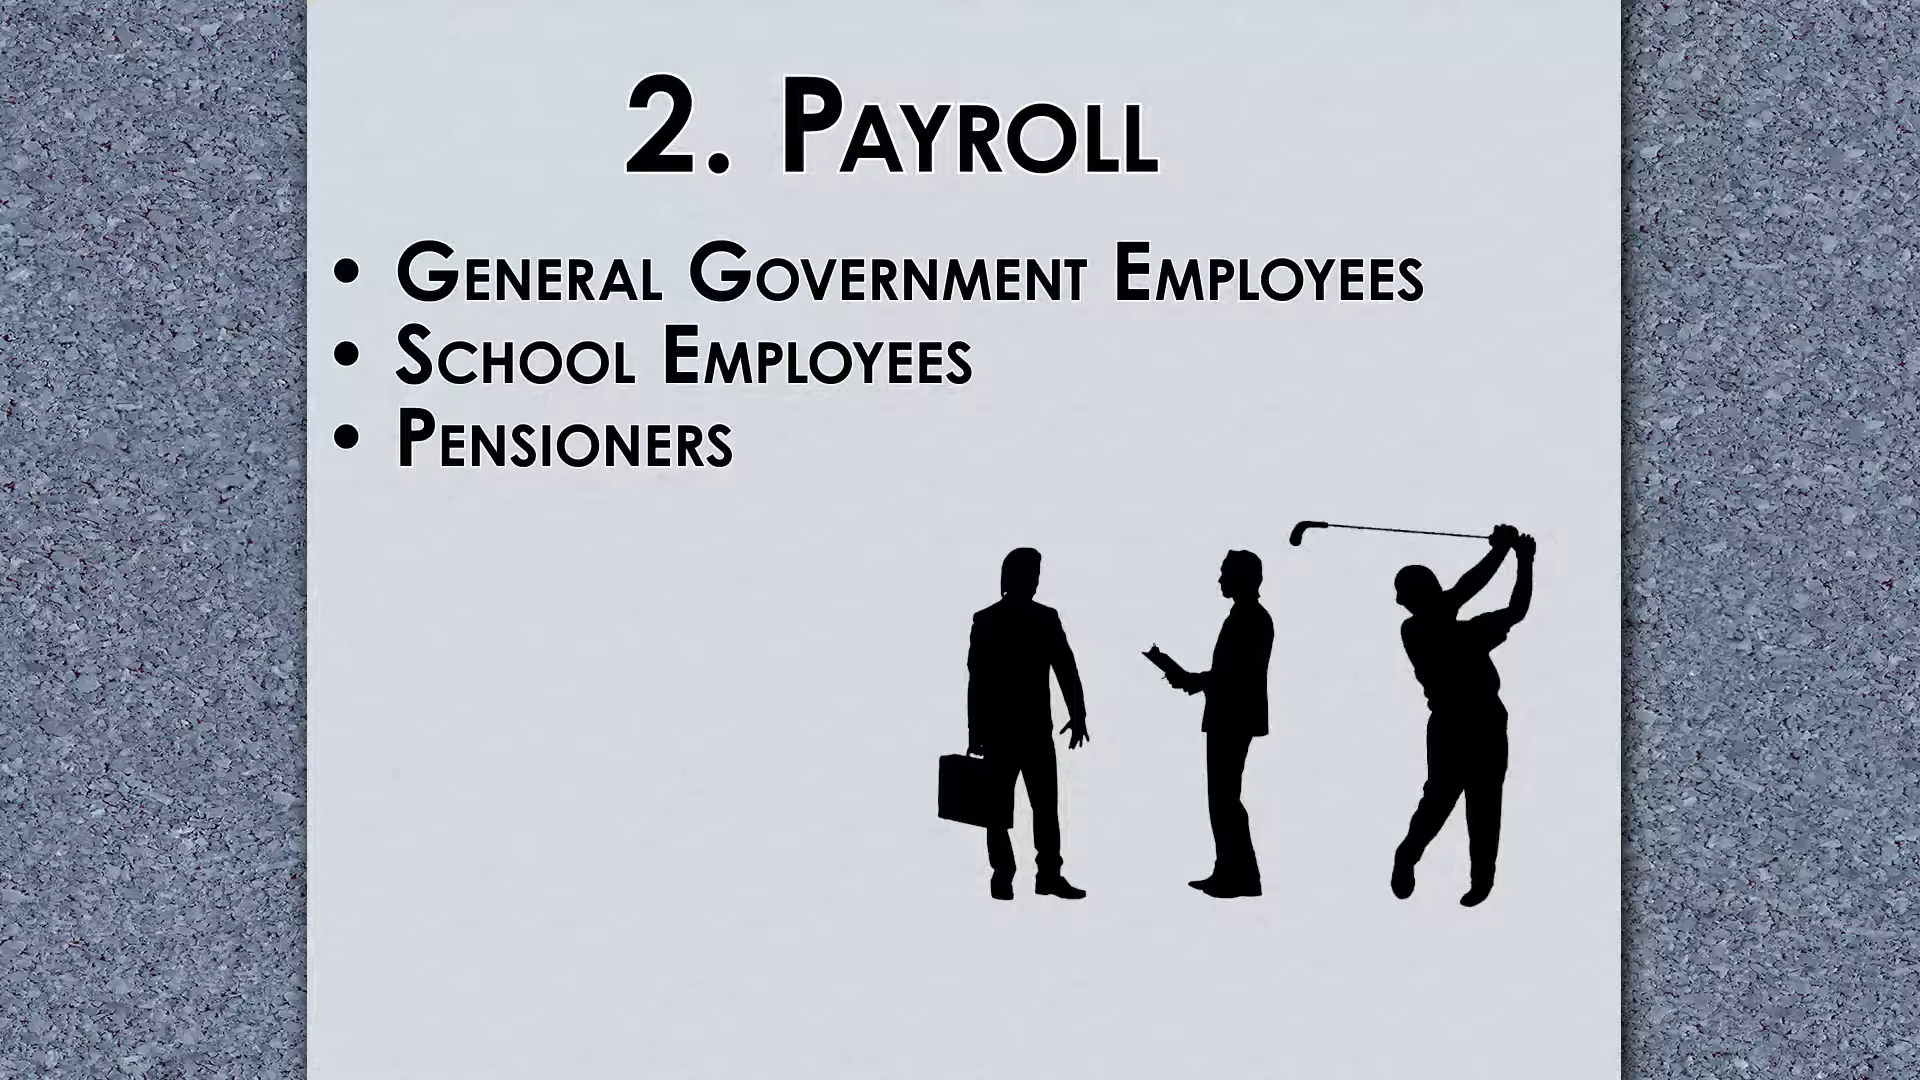 2. Payroll
• General Government Employees
• School Employees
• Pensioners